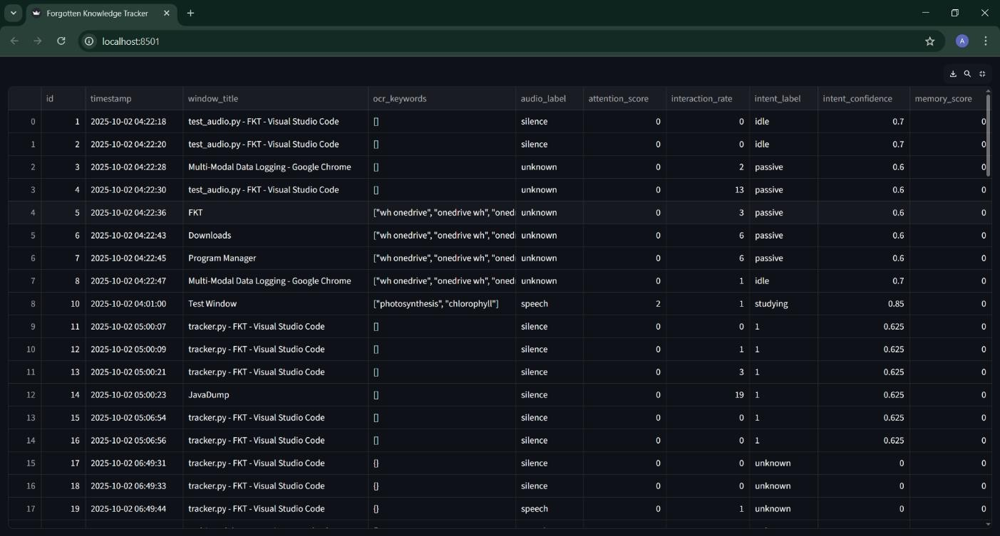 Forgotten Knowledge Tracker
localhost:8501
A
id timestamp window_title ocr_keywords audio_label attention_score interaction_rate intent_label intent_confidence memory_score
0 1 2025-10-02 04:22:18 test_audio.py - FKT - Visual Studio Code [] silence 0 0 idle 0.7 0
1 2 2025-10-02 04:22:20 test_audio.py - FKT - Visual Studio Code [] silence 0 0 idle 0.7 0
2 3 2025-10-02 04:22:28 Multi-Modal Data Logging - Google Chrome [] unknown 0 2 passive 0.6 0
3 4 2025-10-02 04:22:30 test_audio.py - FKT - Visual Studio Code [] unknown 0 13 passive 0.6 0
4 5 2025-10-02 04:22:36 FKT ["wh onedrive", "onedrive wh", "oned unknown 0 3 passive 0.6 0
5 6 2025-10-02 04:22:43 Downloads ["wh onedrive", "onedrive wh", "oned unknown 0 6 passive 0.6 0
6 7 2025-10-02 04:22:45 Program Manager ["wh onedrive", "onedrive wh", "oned unknown 0 6 passive 0.6 0
7 8 2025-10-02 04:22:47 Multi-Modal Data Logging - Google Chrome ["wh onedrive", "onedrive wh", "oned unknown 0 1 idle 0.7 0
8 10 2025-10-02 04:01:00 Test Window ["photosynthesis", "chlorophyll"] speech 2 1 studying 0.85 0
9 11 2025-10-02 05:00:07 tracker.py - FKT - Visual Studio Code [] silence 0 0 1 0.625 0
10 12 2025-10-02 05:00:09 tracker.py - FKT - Visual Studio Code [] silence 0 1 1 0.625 0
11 13 2025-10-02 05:00:21 tracker.py - FKT - Visual Studio Code [] silence 0 3 1 0.625 0
12 14 2025-10-02 05:00:23 JavaDump [] silence 0 19 1 0.625 0
13 15 2025-10-02 05:06:54 tracker.py - FKT - Visual Studio Code [] silence 0 0 1 0.625 0
14 16 2025-10-02 05:06:56 tracker.py - FKT - Visual Studio Code [] silence 0 0 1 0.625 0
15 17 2025-10-02 06:49:31 tracker.py - FKT - Visual Studio Code {} silence 0 0 unknown 0 0
16 18 2025-10-02 06:49:33 tracker.py - FKT - Visual Studio Code {} silence 0 0 unknown 0 0
17 19 2025-10-02 06:49:44 tracker.py - FKT - Visual Studio Code {} speech 0 1 unknown 0 0